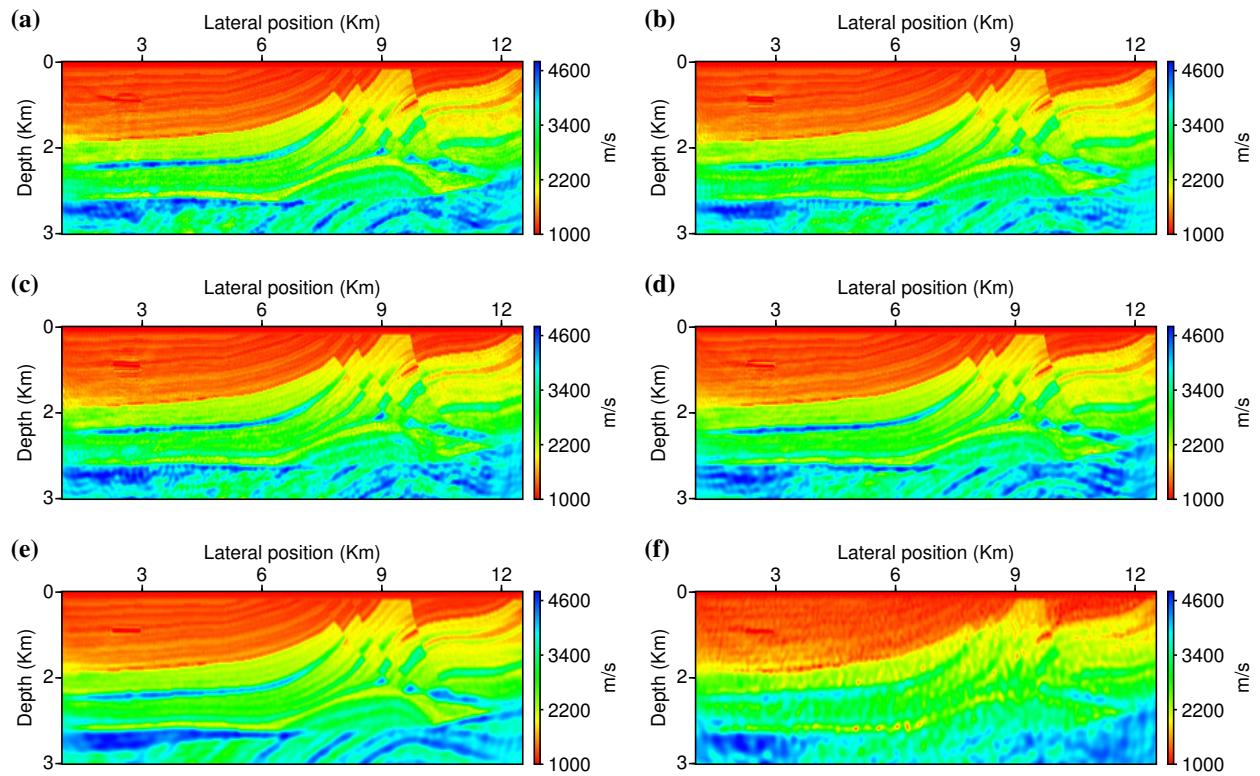 (a)
Lateral position (Km)
3 6 9 12
0
2
3
Depth (Km)
4600
3400
2200
1000
m/s
(b)
Lateral position (Km)
3 6 9 12
0
2
3
Depth (Km)
4600
3400
2200
1000
m/s
(c)
Lateral position (Km)
3 6 9 12
0
2
3
Depth (Km)
4600
3400
2200
1000
m/s
(d)
Lateral position (Km)
3 6 9 12
0
2
3
Depth (Km)
4600
3400
2200
1000
m/s
(e)
Lateral position (Km)
3 6 9 12
0
2
3
Depth (Km)
4600
3400
2200
1000
m/s
(f)
Lateral position (Km)
3 6 9 12
0
2
3
Depth (Km)
4600
3400
2200
1000
m/s